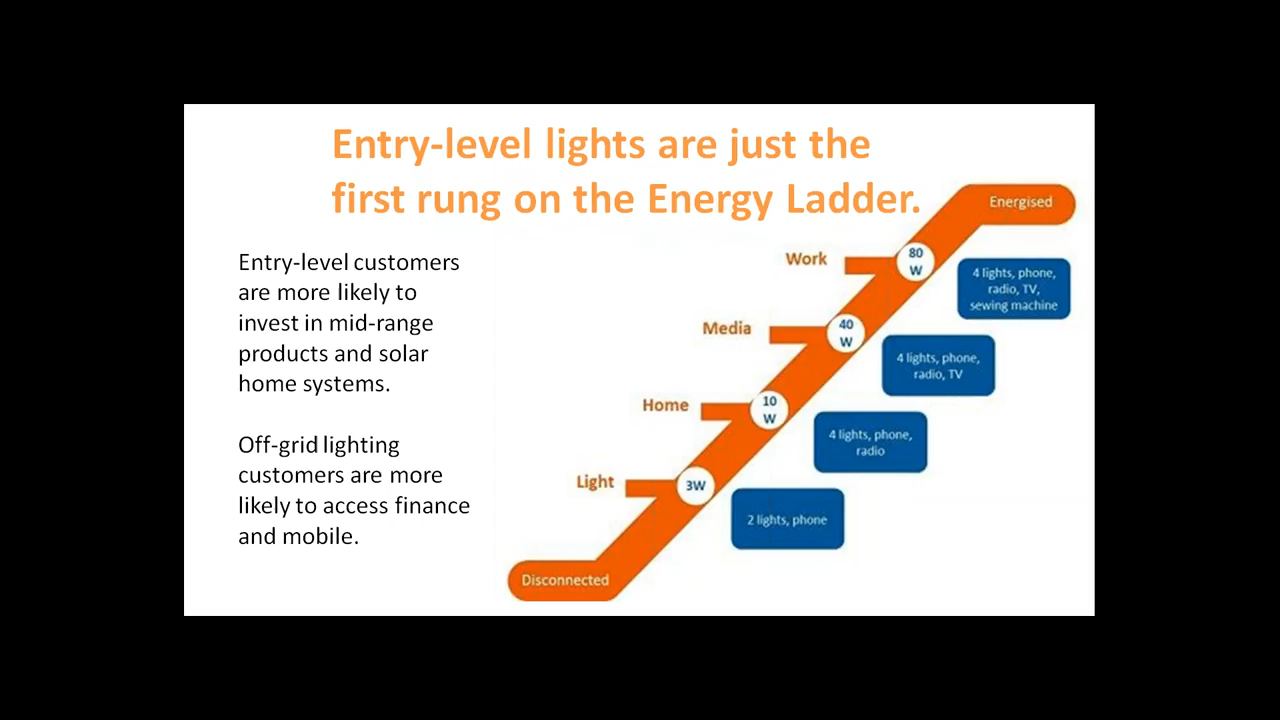 Entry-level lights are just the
first rung on the Energy Ladder.
Entry-level customers
are more likely to
invest in mid-range
products and solar
home systems.
Off-grid lighting
customers are more
likely to access finance
and mobile.
Energised
Work
80
W
4 lights, phone,
radio, TV,
sewing machine
Media
40
W
4 lights, phone,
radio, TV
Home
10
W
4 lights, phone,
radio
Light
3W
2 lights, phone
Disconnected